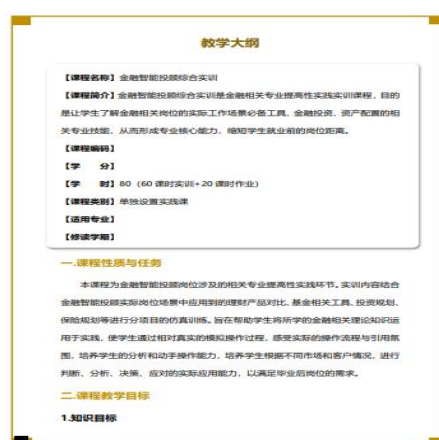 教学大纲
【课程名称】金融智能投顾综合实训
【课程简介】金融智能投顾综合实训是金融相关专业提高性实践实训课程，目的
是让学生了解金融相关岗位的实际工作场景必备工具、金融投资、资产配置的相
关专业技能，从而形成专业核心能力，缩短学生就业前的岗位距离。
【课程编码】
【学 分】
【学 时】80（60 课时实训+20 课时作业）
【课程类别】单独设置实践课
【适用专业】
【修读学期】
一.课程性质与任务
本课程为金融智能投顾岗位涉及的相关专业提高性实践环节。实训内容结合
金融智能投顾实际岗位场景中应用到的理财产品对比、基金相关工具、投资规划、
保险规划等进行分项目的仿真训练。旨在帮助学生将所学的金融相关理论知识运
用于实践，使学生通过相对真实的模拟操作过程，感受实际的操作流程与引用氛
围，培养学生的分析和动手操作能力，培养学生根据不同市场和客户情况，进行
判断、分析、决策、应对的实际应用能力，以满足毕业后岗位的需求。
二.课程教学目标
1.知识目标